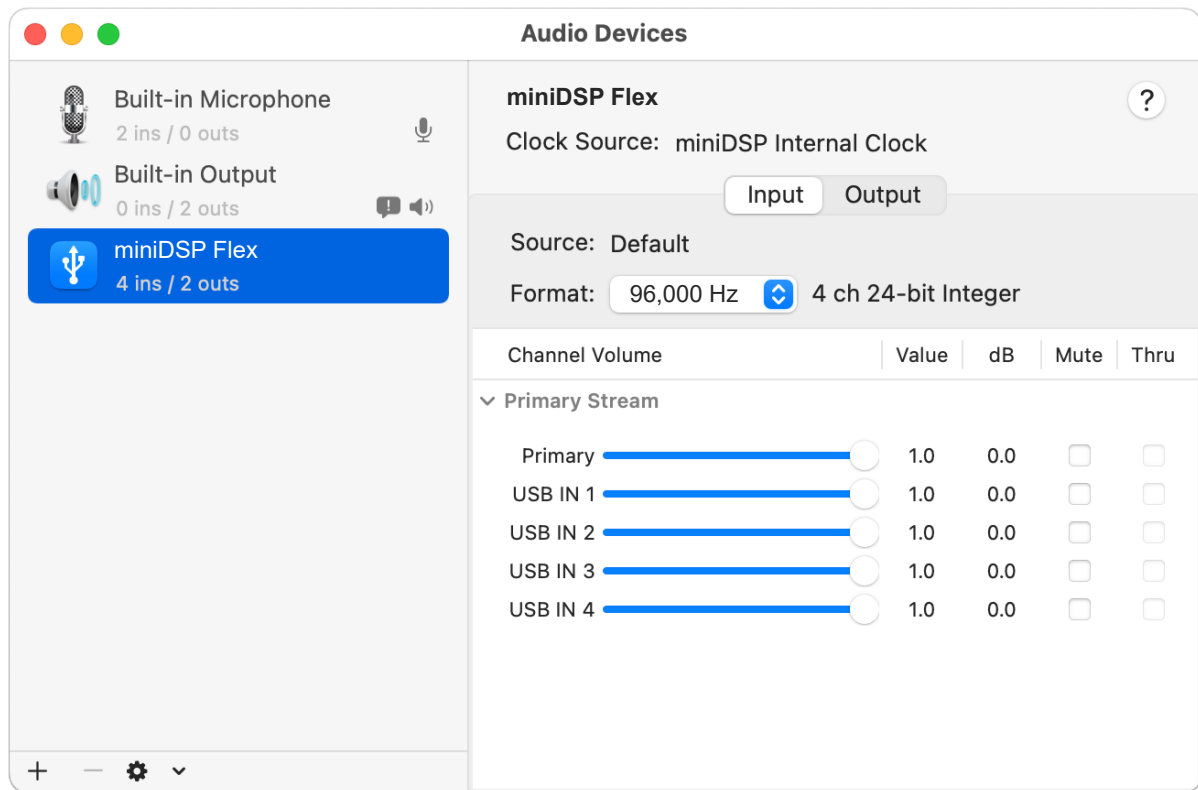 Audio Devices
Built-in Microphone
2 ins / 0 outs
Built-in Output
0 ins / 2 outs
miniDSP Flex
4 ins / 2 outs
miniDSP Flex
?
Clock Source: miniDSP Internal Clock
Input Output
Source: Default
Format: 96,000 Hz 4 ch 24-bit Integer
Channel Volume Value dB Mute Thru
Primary Stream
Primary 1.0 0.0
USB IN 1 1.0 0.0
USB IN 2 1.0 0.0
USB IN 3 1.0 0.0
USB IN 4 1.0 0.0